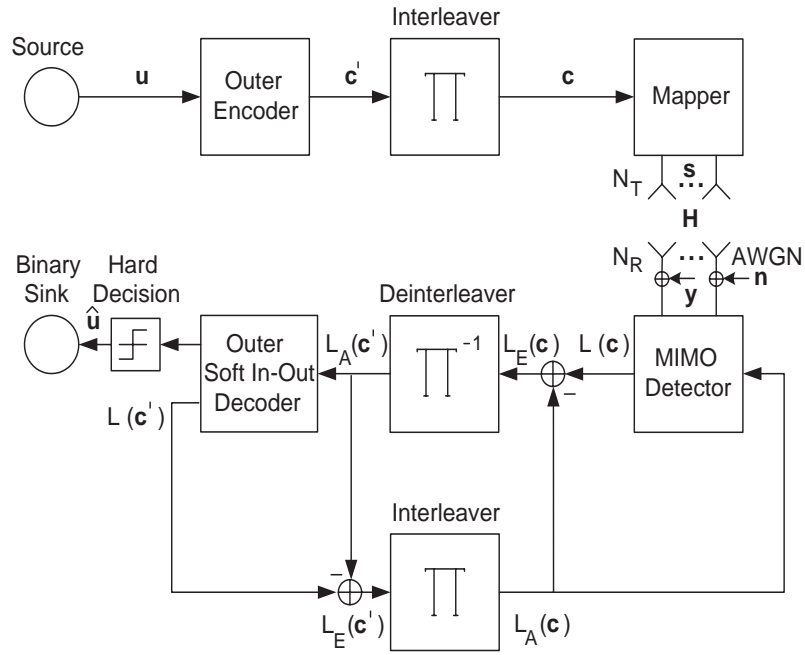 Interleaver
Source
u
Outer
Encoder
c'
∏
c
Mapper
N_T
s
...
H
N_R
...
AWGN
y
n
Binary
Sink
Hard
Decision
û
Deinterleaver
Outer
Soft In-Out
Decoder
L_A(c')
∏⁻¹
L_E(c)
L (c)
−
MIMO
Detector
L (c')
Interleaver
−
∏
L_E(c')
L_A(c)